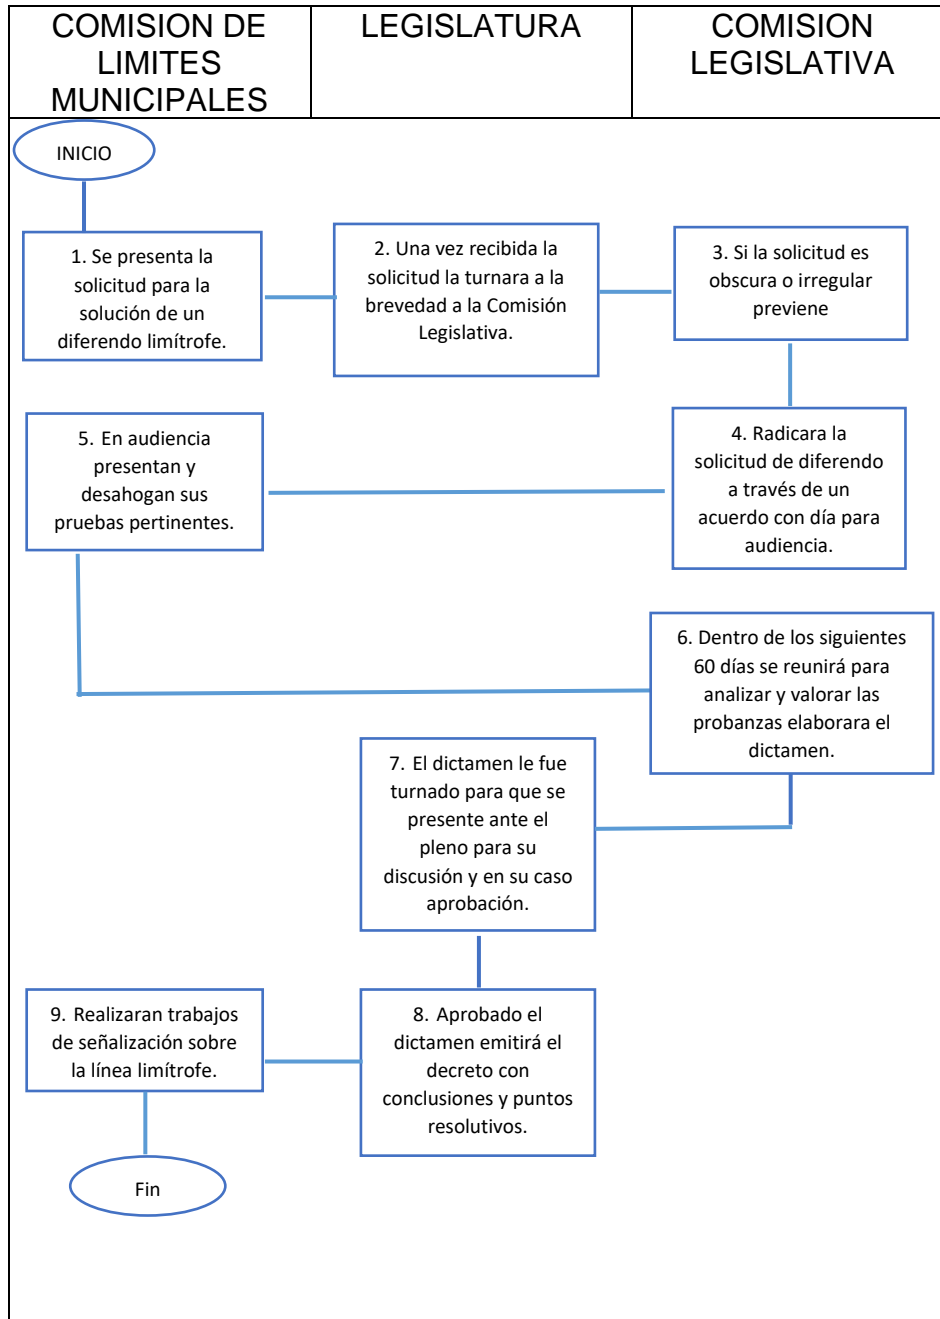 COMISION DE
LIMITES
MUNICIPALES
LEGISLATURA
COMISION
LEGISLATIVA
INICIO
1. Se presenta la
solicitud para la
solución de un
diferendo limítrofe.
2. Una vez recibida la
solicitud la turnara a la
brevedad a la Comisión
Legislativa.
3. Si la solicitud es
obscura o irregular
previene
4. Radicara la
solicitud de diferendo
a través de un
acuerdo con día para
audiencia.
5. En audiencia
presentan y
desahogan sus
pruebas pertinentes.
6. Dentro de los siguientes
60 días se reunirá para
analizar y valorar las
probanzas elaborara el
dictamen.
7. El dictamen le fue
turnado para que se
presente ante el
pleno para su
discusión y en su caso
aprobación.
8. Aprobado el
dictamen emitirá el
decreto con
conclusiones y puntos
resolutivos.
9. Realizaran trabajos
de señalización sobre
la línea limítrofe.
Fin